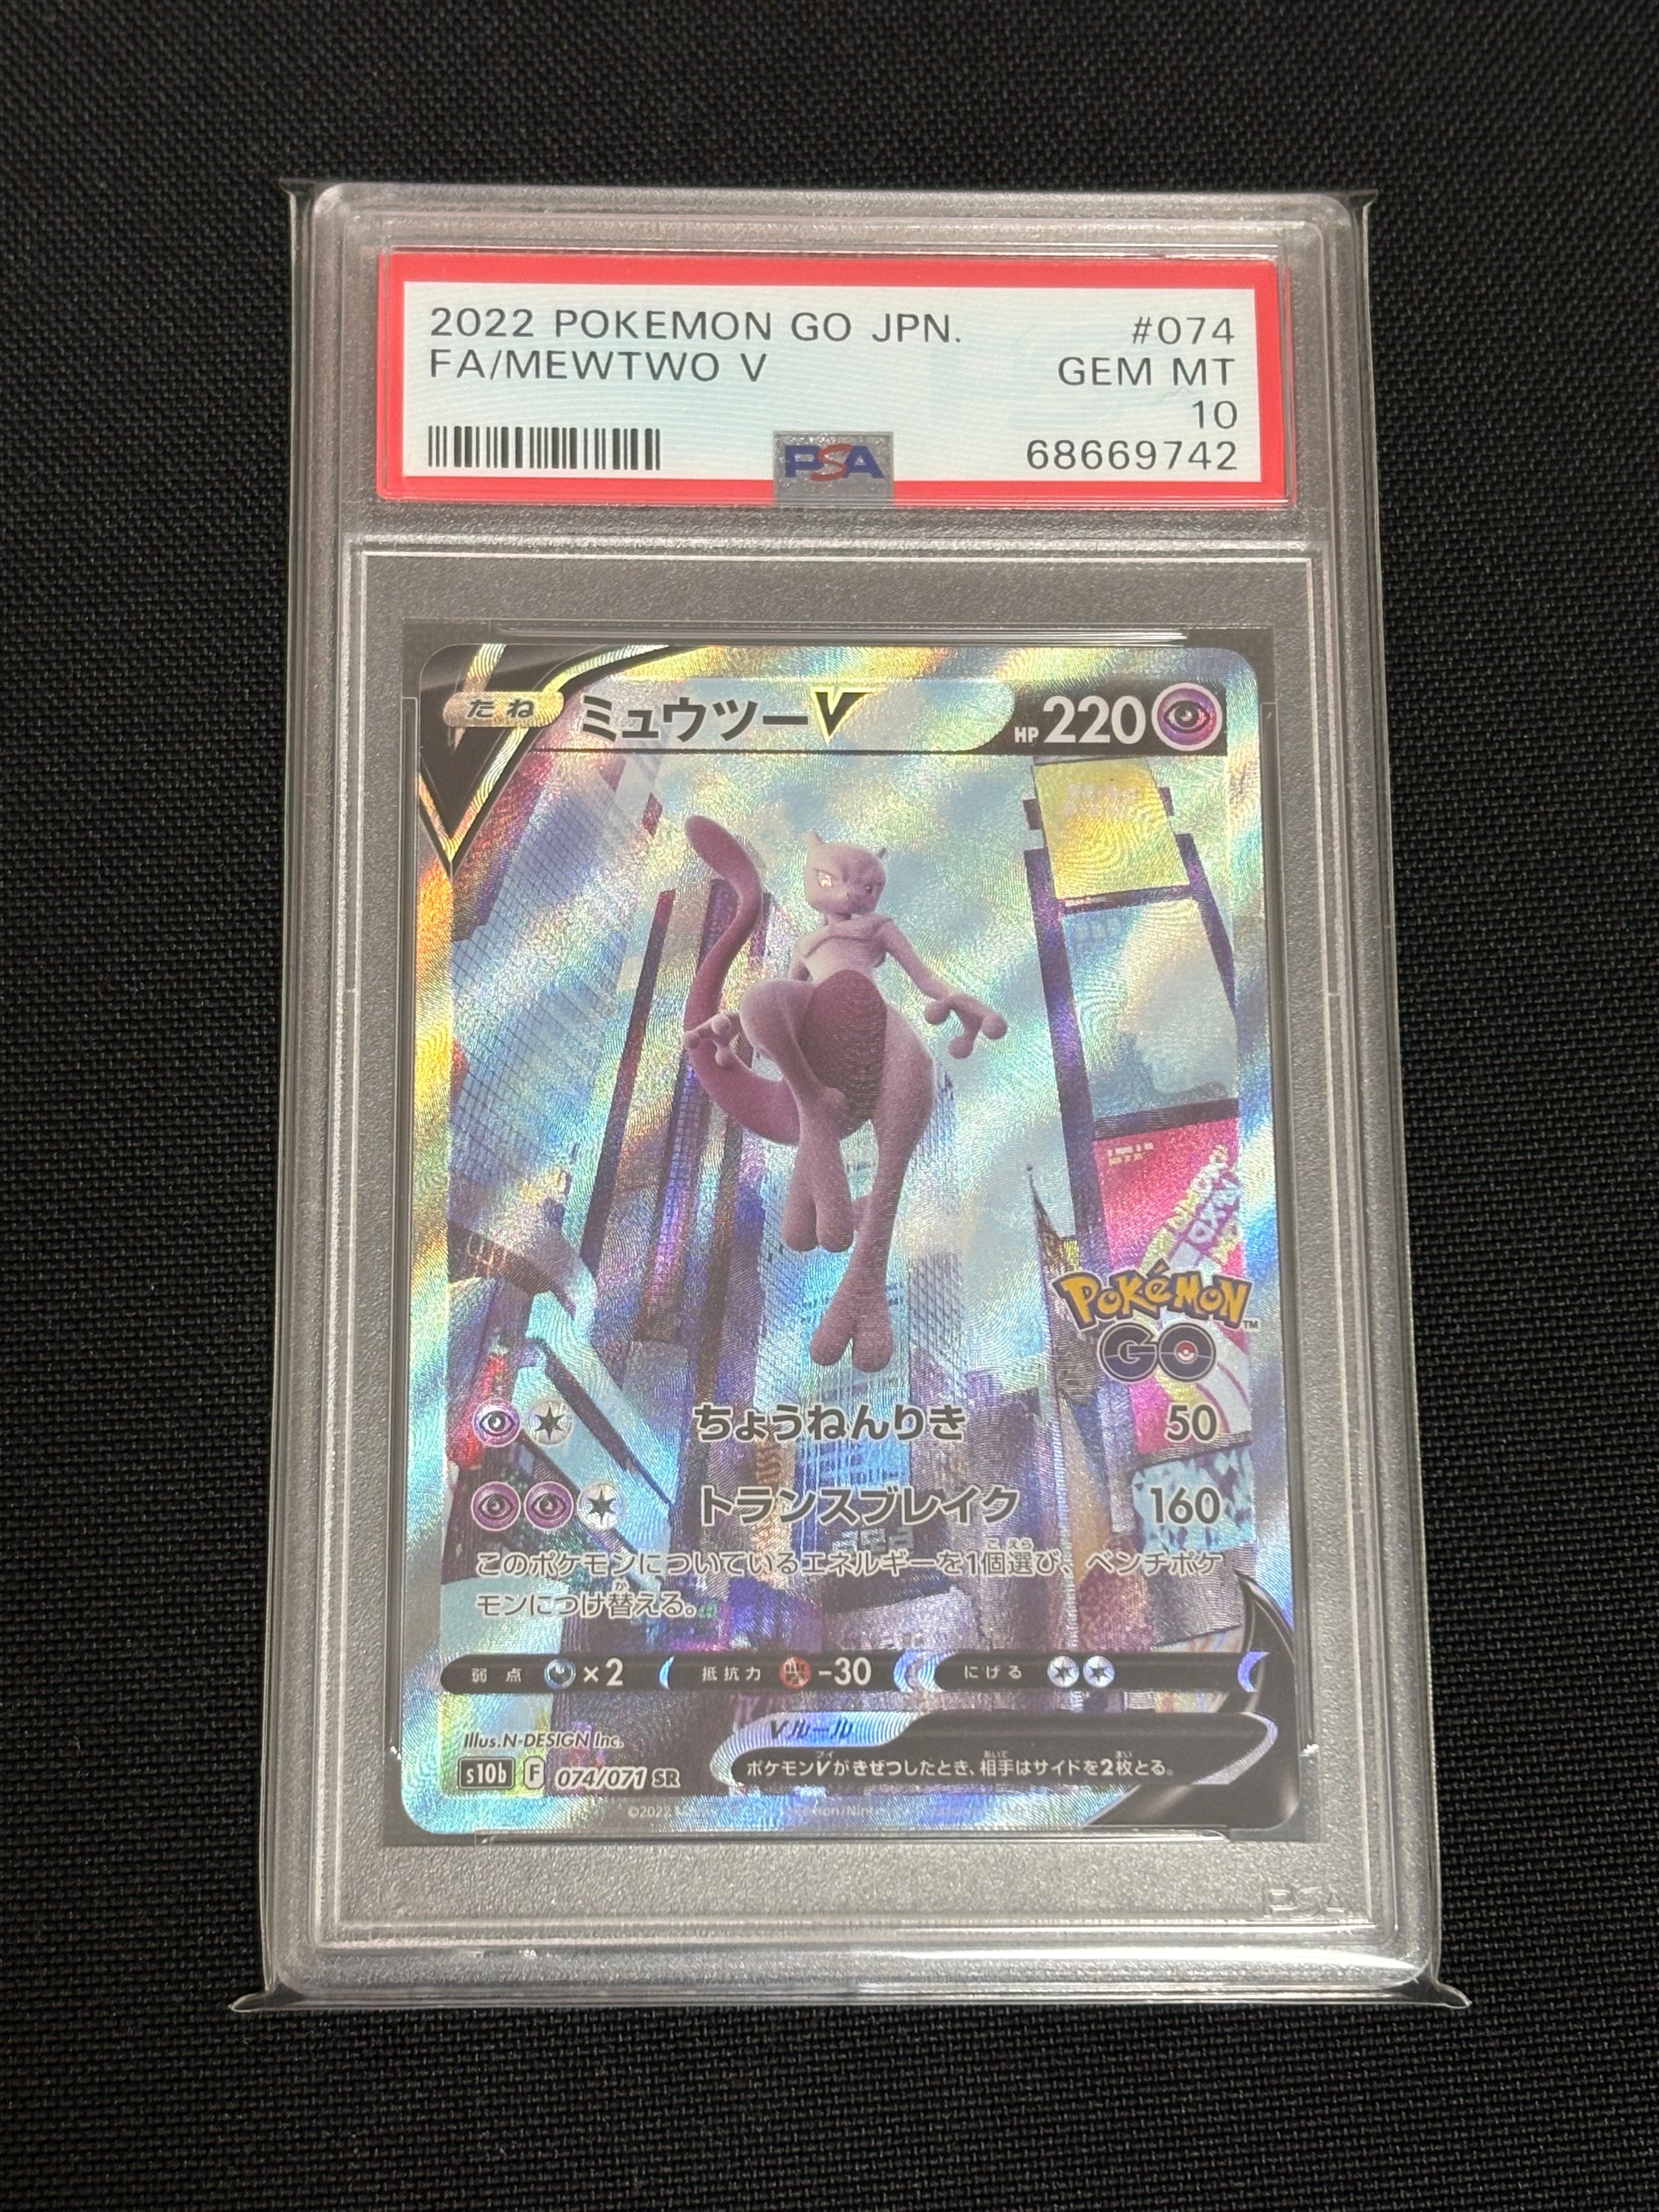 2022 POKEMON GO JPN. #074
FA/MEWTWO V GEM MT
10
PSA 68669742
たね ミュウツーV HP 220
POKéMON™
GO
ちょうねんりき 50
トランスブレイク 160
このポケモンについているエネルギーを1個選び、ベンチポケ
モンにつけ替える。
弱点 ×2 抵抗力 -30 にげる
Vルール
ポケモンVがきぜつしたとき、相手はサイドを2枚とる。
Illus.N-DESIGN Inc.
s10b F 074/071 SR
©2022
PSA